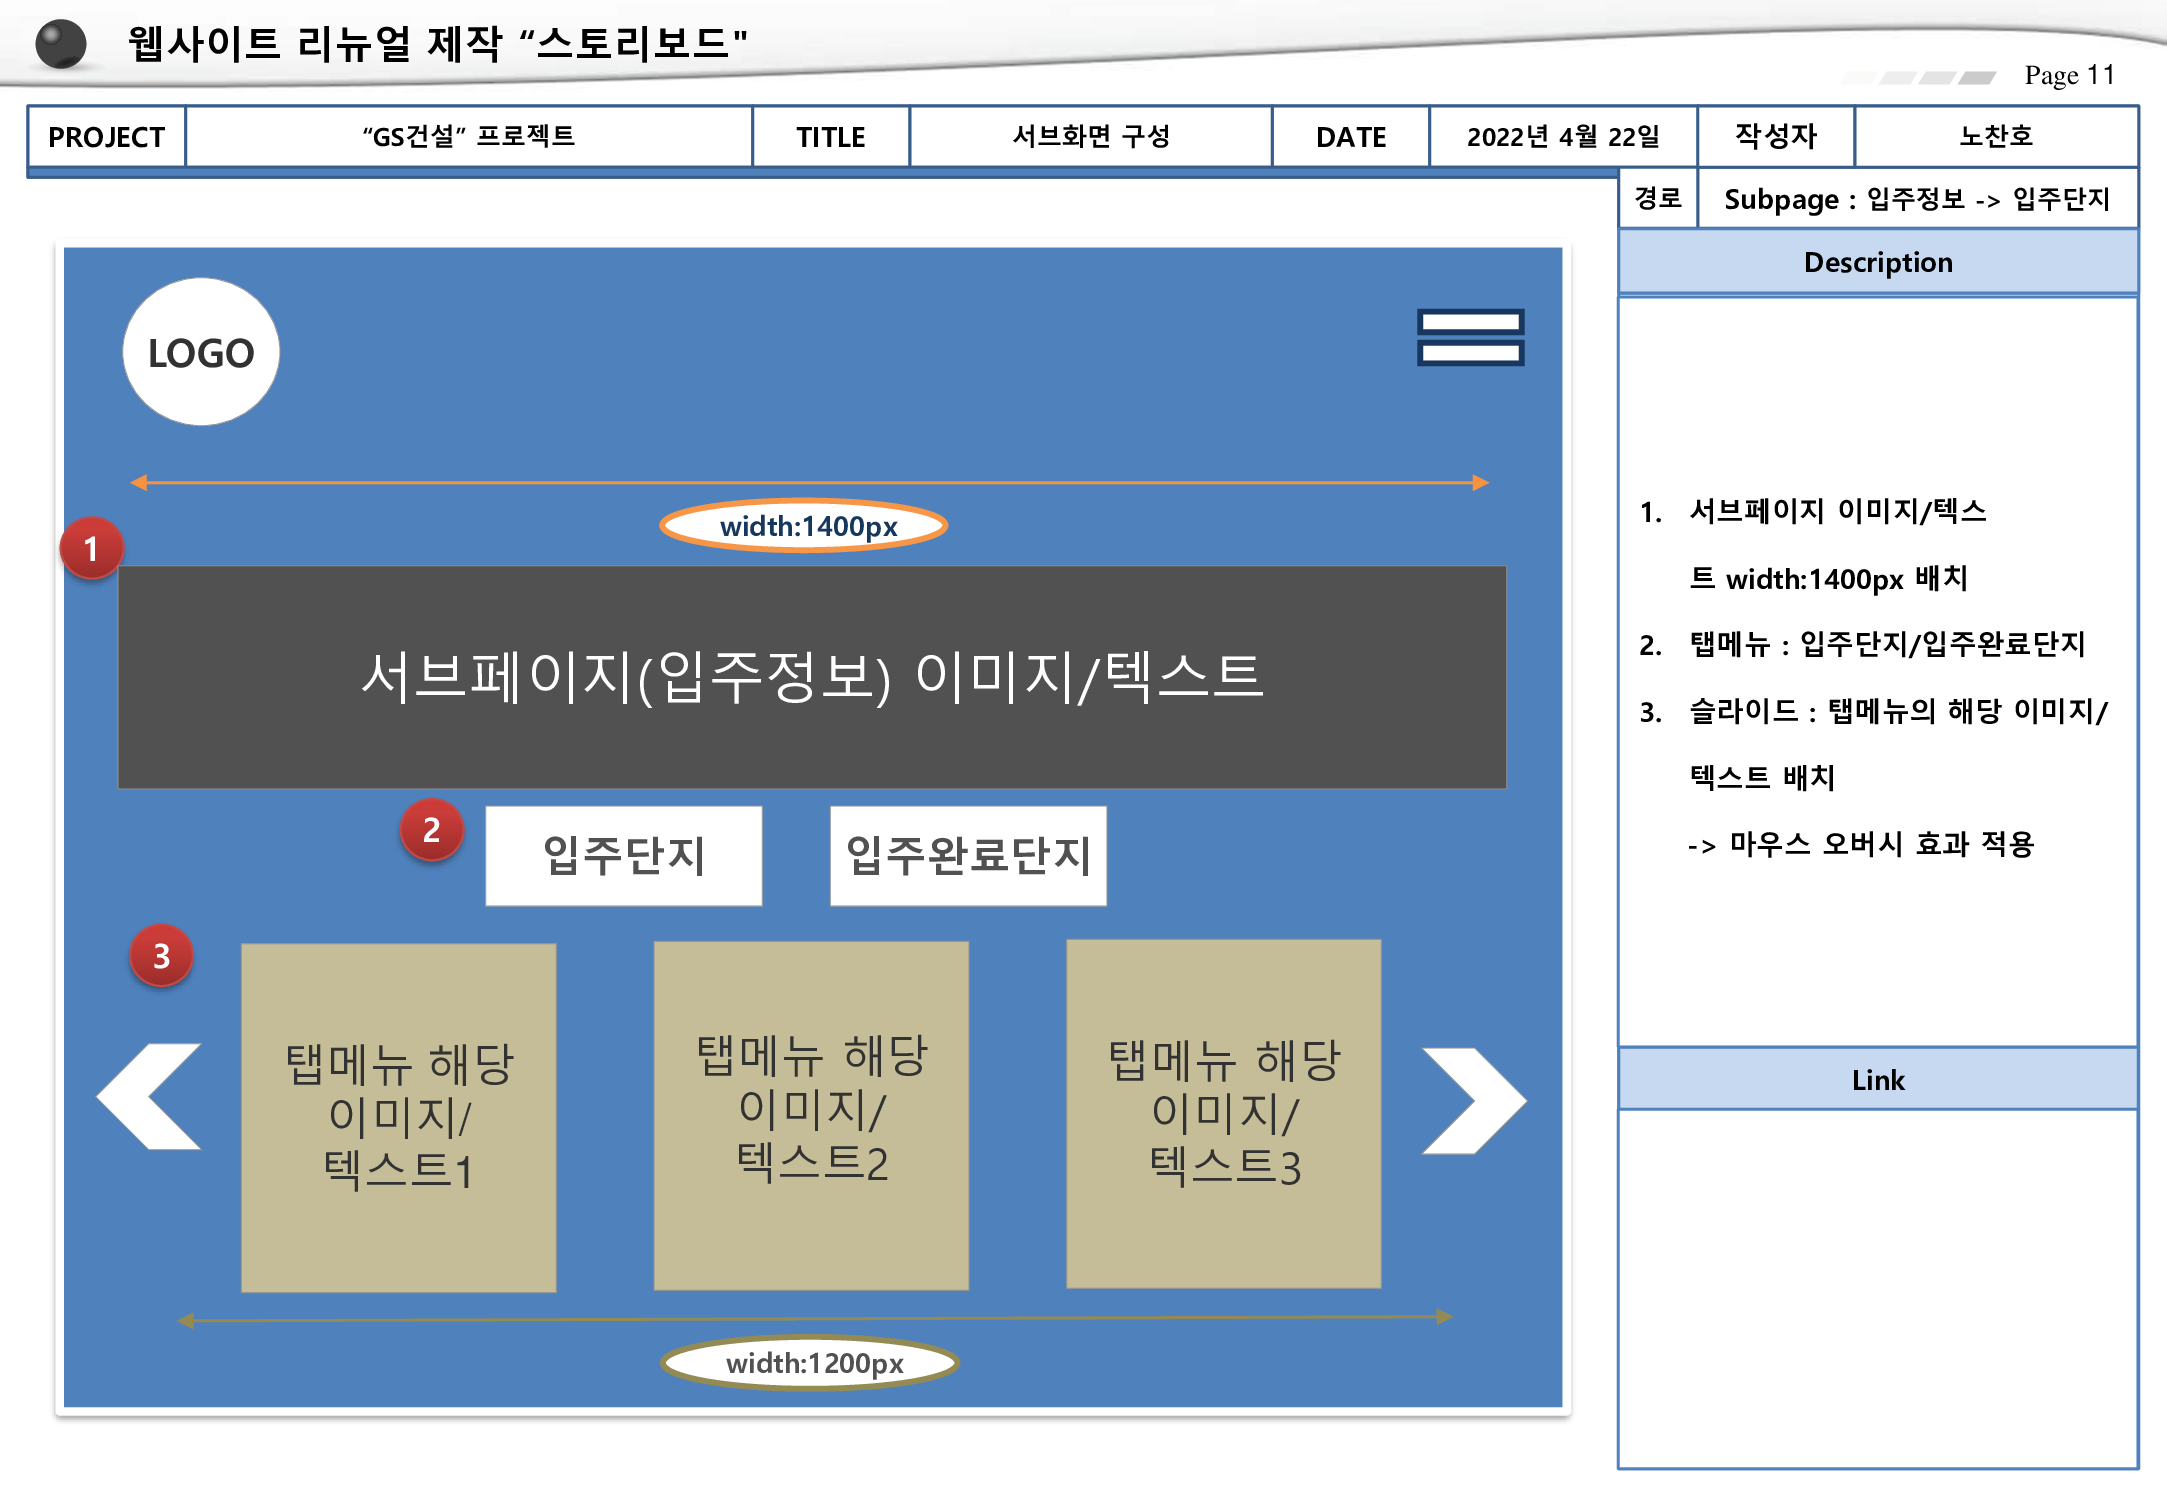 웹사이트 리뉴얼 제작 “스토리보드"
Page 11
PROJECT
“GS건설” 프로젝트
TITLE
서브화면 구성
DATE
2022년 4월 22일
작성자
노찬호
경로
Subpage : 입주정보 -> 입주단지
LOGO
width:1400px
1
서브페이지(입주정보) 이미지/텍스트
2
입주단지
입주완료단지
3
탭메뉴 해당
이미지/
텍스트1
탭메뉴 해당
이미지/
텍스트2
탭메뉴 해당
이미지/
텍스트3
width:1200px
Description
1. 서브페이지 이미지/텍스
트 width:1400px 배치
2. 탭메뉴 : 입주단지/입주완료단지
3. 슬라이드 : 탭메뉴의 해당 이미지/
텍스트 배치
-> 마우스 오버시 효과 적용
Link